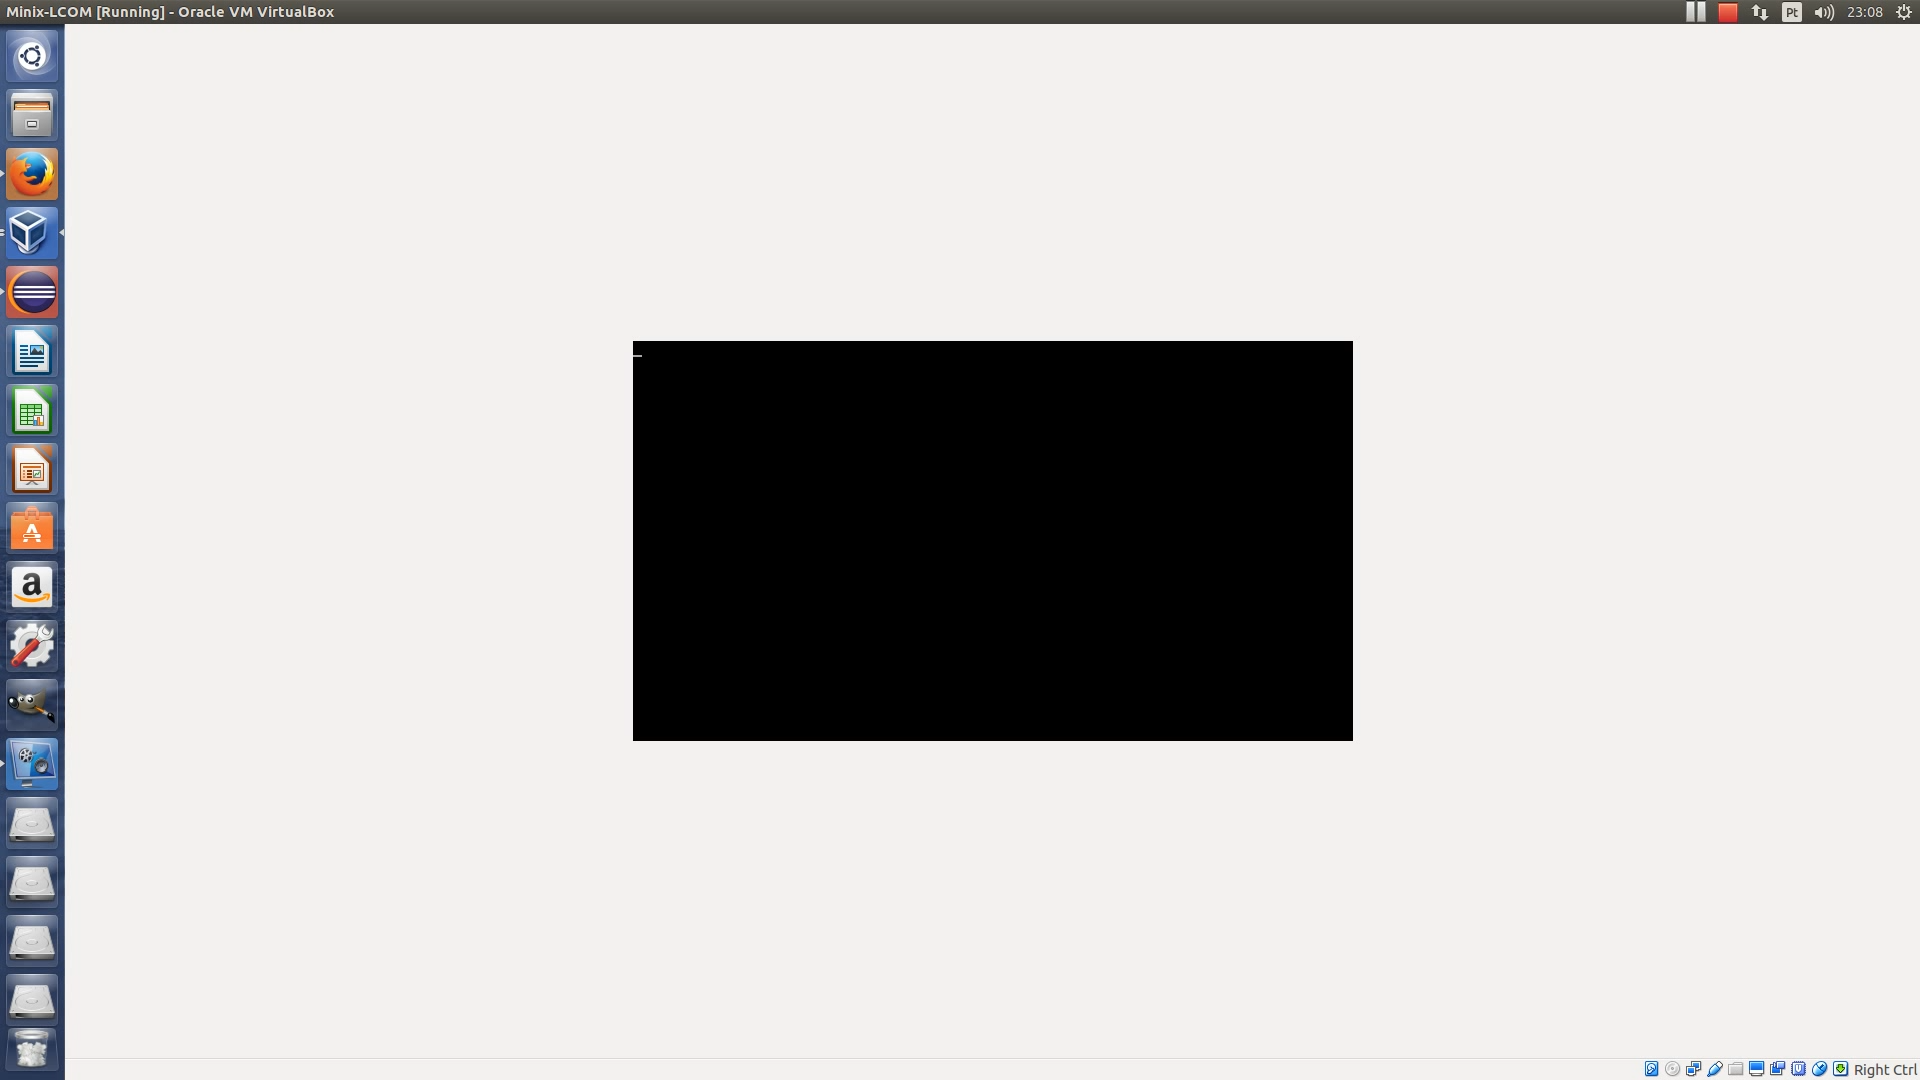 Minix-LCOM [Running] - Oracle VM VirtualBox
Pt
23:08
A
a
Right Ctrl